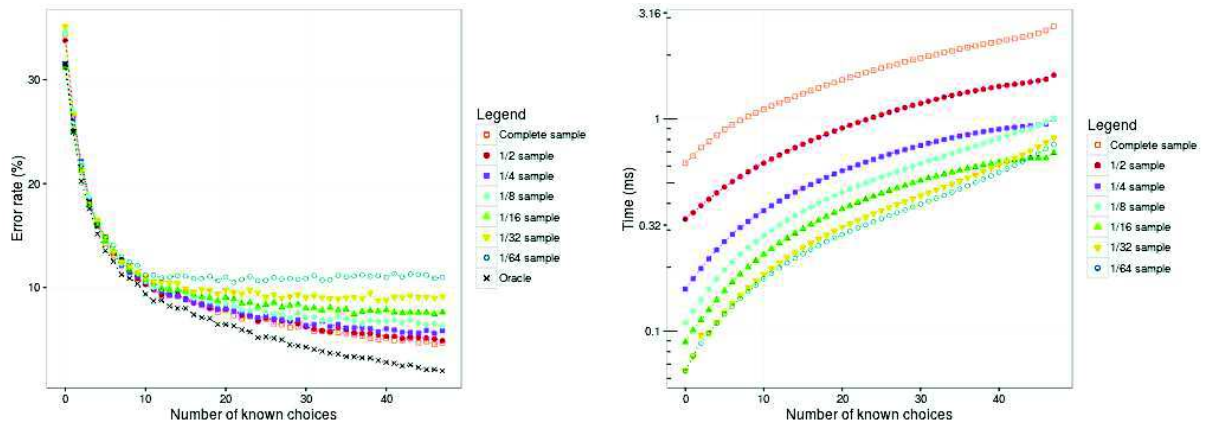 Error rate (%)
30
20
10
0
10
20
30
40
Number of known choices
Legend
Complete sample
1/2 sample
1/4 sample
1/8 sample
1/16 sample
1/32 sample
1/64 sample
Oracle
Time (ms)
3.16
1
0.32
0.1
0
10
20
30
40
Number of known choices
Legend
Complete sample
1/2 sample
1/4 sample
1/8 sample
1/16 sample
1/32 sample
1/64 sample